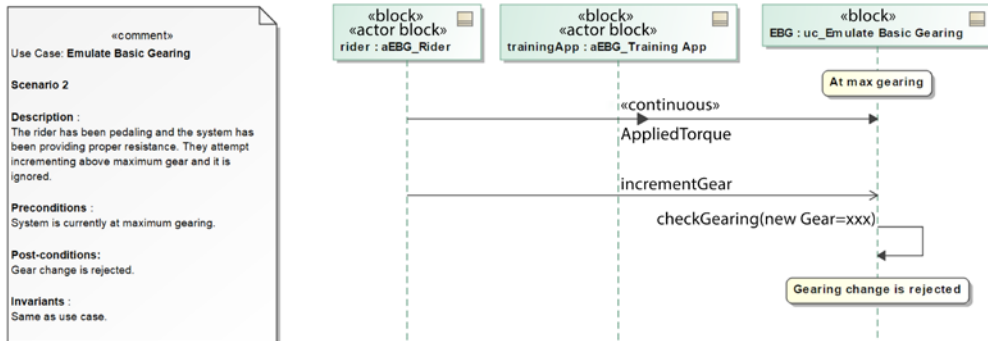 «comment»
Use Case: Emulate Basic Gearing
Scenario 2
Description :
The rider has been pedaling and the system has
been providing proper resistance. They attempt
incrementing above maximum gear and it is
ignored.
Preconditions :
System is currently at maximum gearing.
Post-conditions:
Gear change is rejected.
Invariants :
Same as use case.
«block»
«actor block»
rider : aEBG_Rider
«block»
«actor block»
trainingApp : aEBG_Training App
«block»
EBG : uc_Emulate Basic Gearing
At max gearing
«continuous»
AppliedTorque
incrementGear
checkGearing(new Gear=xxx)
Gearing change is rejected